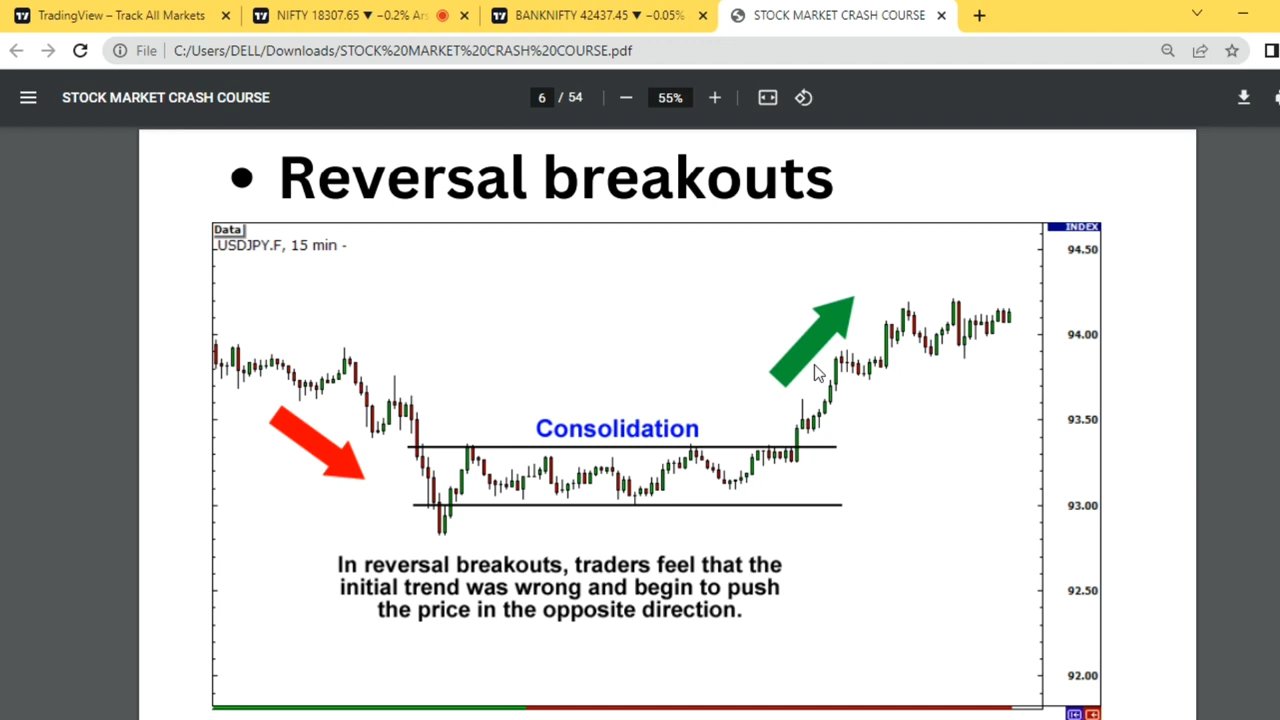 TradingView – Track All Markets
NIFTY 18307.65 ▼ −0.2% Ars
BANKNIFTY 42437.45 ▼ −0.05%
STOCK MARKET CRASH COURSE
File C:/Users/DELL/Downloads/STOCK%20MARKET%20CRASH%20COURSE.pdf
STOCK MARKET CRASH COURSE
6 / 54
55%
• Reversal breakouts
Data
USDJPY.F, 15 min -
INDEX
94.50
94.00
93.50
93.00
92.50
92.00
Consolidation
In reversal breakouts, traders feel that the
initial trend was wrong and begin to push
the price in the opposite direction.